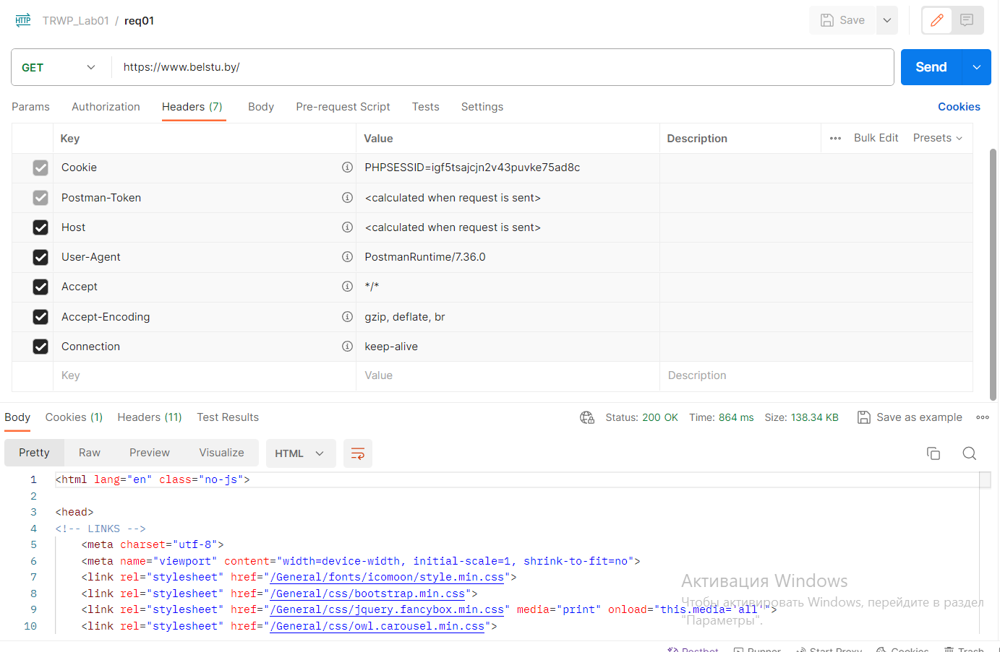 HTTP TRWP_Lab01 / req01 Save
GET https://www.belstu.by/ Send
Params Authorization Headers (7) Body Pre-request Script Tests Settings Cookies
Key Value Description Bulk Edit Presets
Cookie PHPSESSID=igf5tsajcjn2v43puvke75ad8c
Postman-Token <calculated when request is sent>
Host <calculated when request is sent>
User-Agent PostmanRuntime/7.36.0
Accept */*
Accept-Encoding gzip, deflate, br
Connection keep-alive
Key Value Description
Body Cookies (1) Headers (11) Test Results Status: 200 OK Time: 864 ms Size: 138.34 KB Save as example
Pretty Raw Preview Visualize HTML
1 <html lang="en" class="no-js">
2
3 <head>
4 <!-- LINKS -->
5 <meta charset="utf-8">
6 <meta name="viewport" content="width=device-width, initial-scale=1, shrink-to-fit=no">
7 <link rel="stylesheet" href="/General/fonts/icomoon/style.min.css">
8 <link rel="stylesheet" href="/General/css/bootstrap.min.css">
9 <link rel="stylesheet" href="/General/css/jquery.fancybox.min.css" media="print" onload="this.media='all'">
10 <link rel="stylesheet" href="/General/css/owl.carousel.min.css">
Активация Windows
Чтобы активировать Windows, перейдите в раздел
"Параметры".
Postbot Runner Start Proxy Cookies Trash